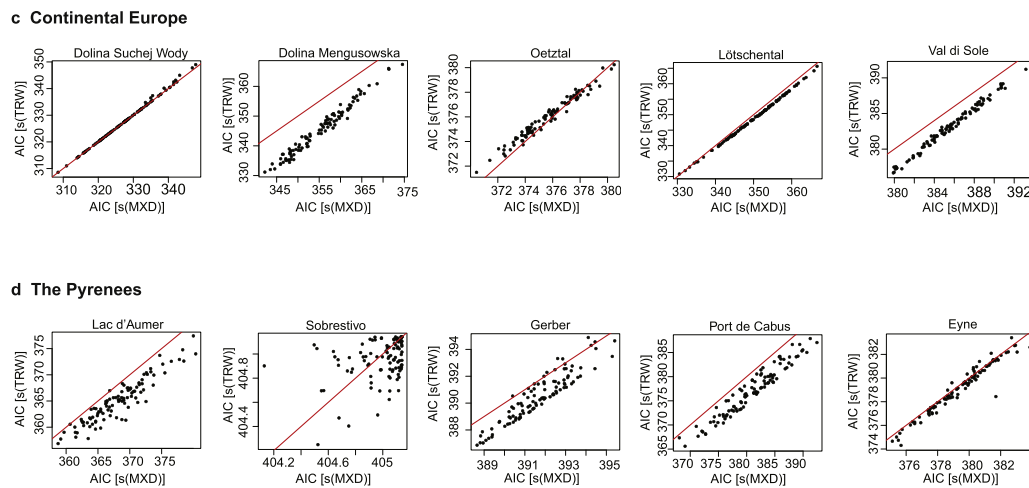 c Continental Europe
Dolina Suchej Wody
Dolina Mengusowska
Oetztal
Lötschental
Val di Sole
AIC [s(TRW)]
310 320 330 340 350
310 320 330 340
AIC [s(MXD)]
AIC [s(TRW))]
330 340 350 360
345 355 365 375
AIC [s(MXD)]
AIC [s(TRW)]
372 374 376 378 380
372 374 376 378 380
AIC [s(MXD)]
AIC [s(TRW)]
330 340 350 360
330 340 350 360
AIC [s(MXD)]
AIC [s(TRW)]
380 385 390
380 384 388 392
AIC [s(MXD)]
d The Pyrenees
Lac d'Aumer
Sobrestivo
Gerber
Port de Cabus
Eyne
AIC [s(TRW)]
360 365 370 375
360 365 370 375 380
AIC [s(MXD)]
AIC [s(TRW)]
404.4 404.8
404.2 404.6 405
AIC [s(MXD)]
AIC [s(TRW)]
388 390 392 394
389 391 393 395
AIC [s(MXD)]
AIC [s(TRW)]
365 370 375 380 385
370 375 380 385 390
AIC [s(MXD)]
AIC [s(TRW)]
374 376 378 380 382
376 378 380 382
AIC [s(MXD)]